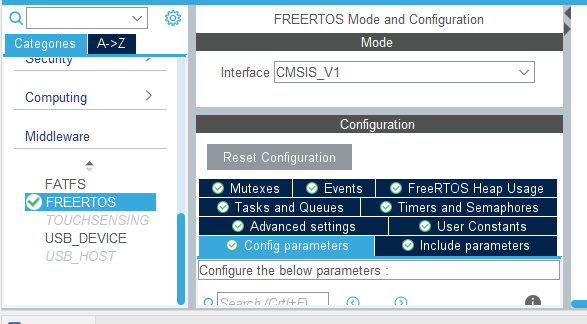 Categories
A->Z
Security
Computing
Middleware
FATFS
FREERTOS
TOUCHSENSING
USB_DEVICE
USB_HOST
FREERTOS Mode and Configuration
Mode
Interface CMSIS_V1
Configuration
Reset Configuration
Mutexes
Events
FreeRTOS Heap Usage
Tasks and Queues
Timers and Semaphores
Advanced settings
User Constants
Config parameters
Include parameters
Configure the below parameters :
Search (Crtl+F)